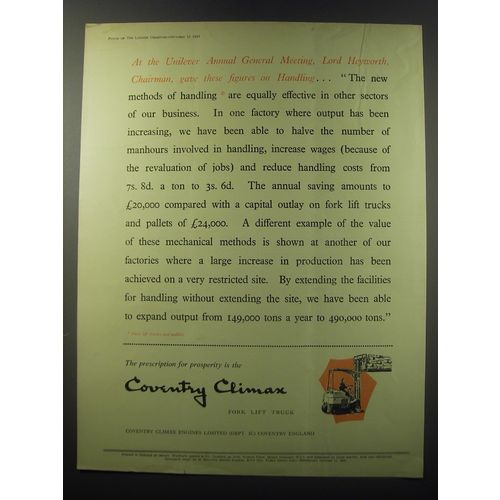 At the Unilever Annual General Meeting, Lord Heyworth,
Chairman, gave these figures on Handling... "The new
methods of handling * are equally effective in other sectors
of our business. In one factory where output has been
increasing, we have been able to halve the number of
manhours involved in handling, increase wages (because of
the revaluation of jobs) and reduce handling costs from
7s. 8d. a ton to 3s. 6d. The annual saving amounts to
£20,000 compared with a capital outlay on fork lift trucks
and pallets of £24,000. A different example of the value
of these mechanical methods is shown at another of our
factories where a large increase in production has been
achieved on a very restricted site. By extending the facilities
for handling without extending the site, we have been able
to expand output from 149,000 tons a year to 490,000 tons."
The prescription for prosperity is the
Coventry Climax
FORK LIFT TRUCK
COVENTRY CLIMAX ENGINES LIMITED (DEPT. IC) COVENTRY ENGLAND